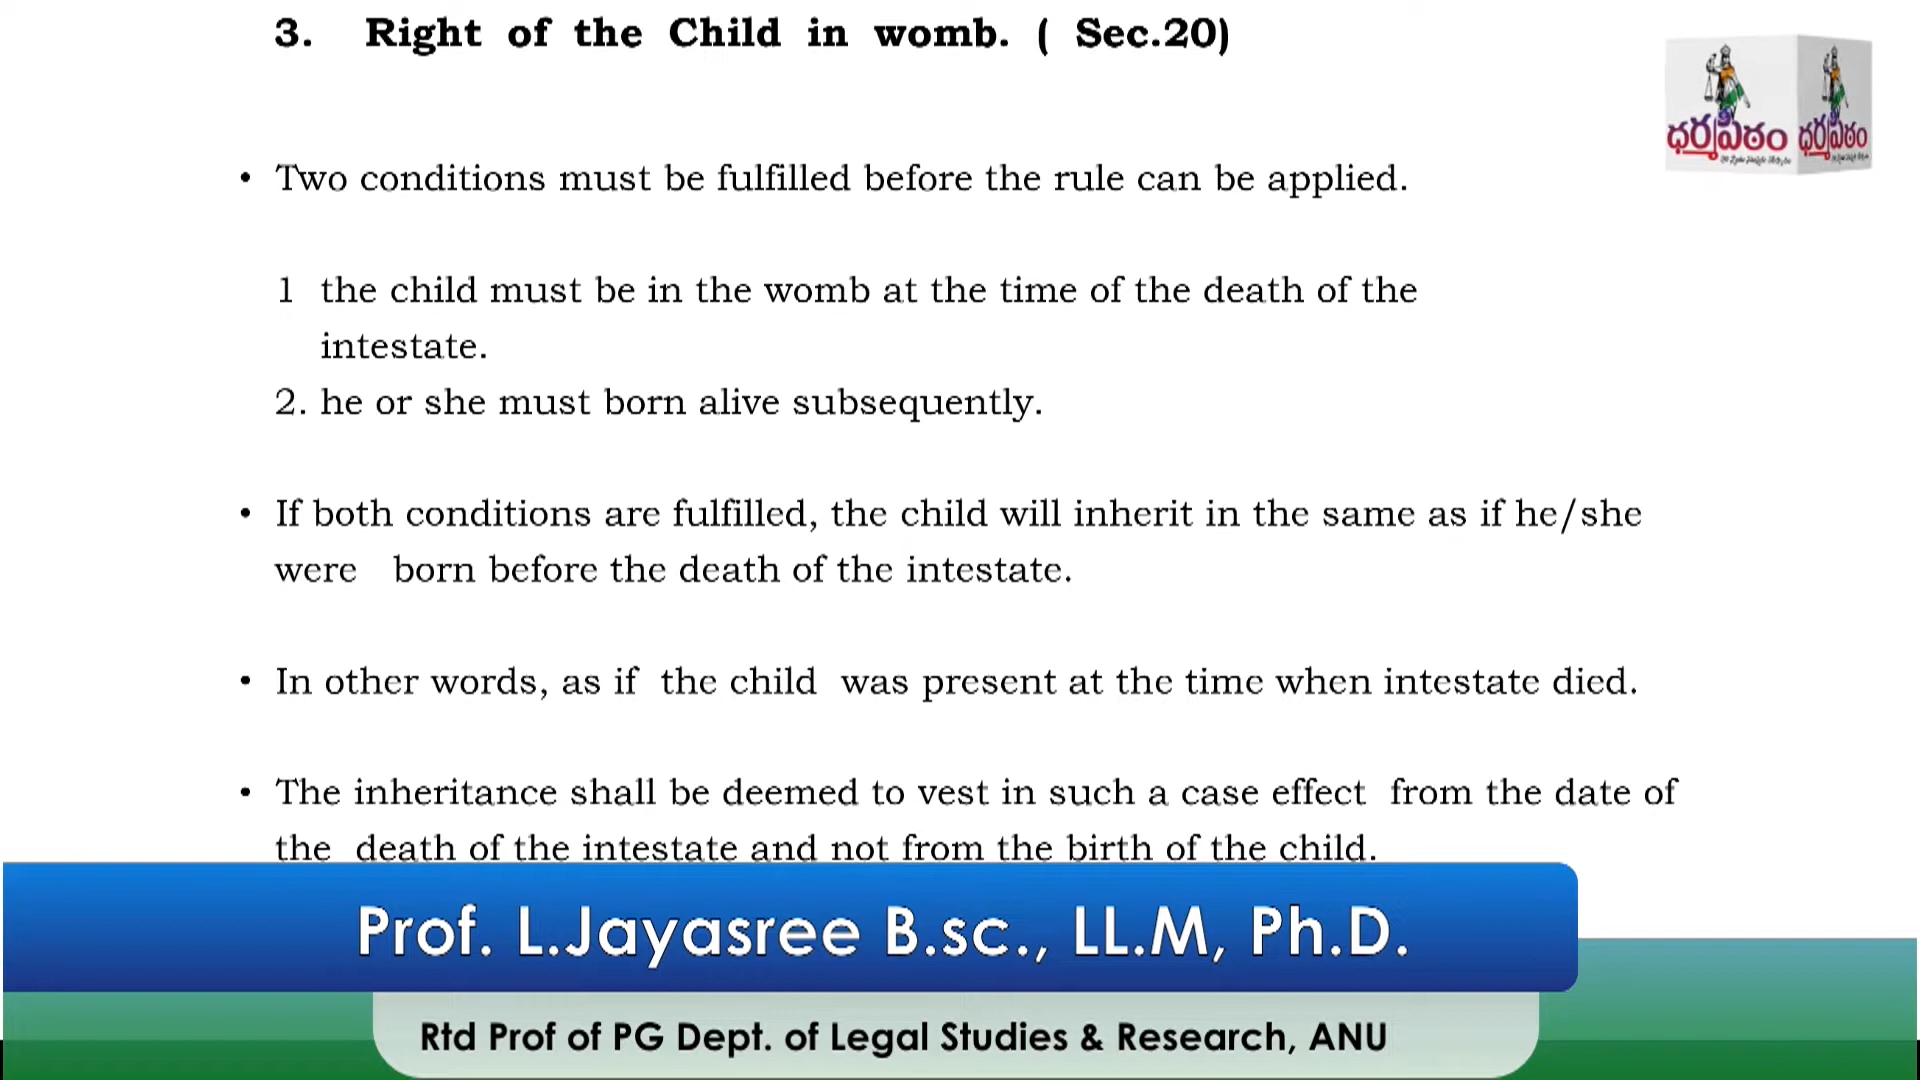 3. Right of the Child in womb. ( Sec.20)
ధర్మపీఠం ధర్మపీఠం
• Two conditions must be fulfilled before the rule can be applied.
1 the child must be in the womb at the time of the death of the
intestate.
2. he or she must born alive subsequently.
• If both conditions are fulfilled, the child will inherit in the same as if he/she
were born before the death of the intestate.
• In other words, as if the child was present at the time when intestate died.
• The inheritance shall be deemed to vest in such a case effect from the date of
the death of the intestate and not from the birth of the child.
Prof. L.Jayasree B.sc., LL.M, Ph.D.
Rtd Prof of PG Dept. of Legal Studies & Research, ANU